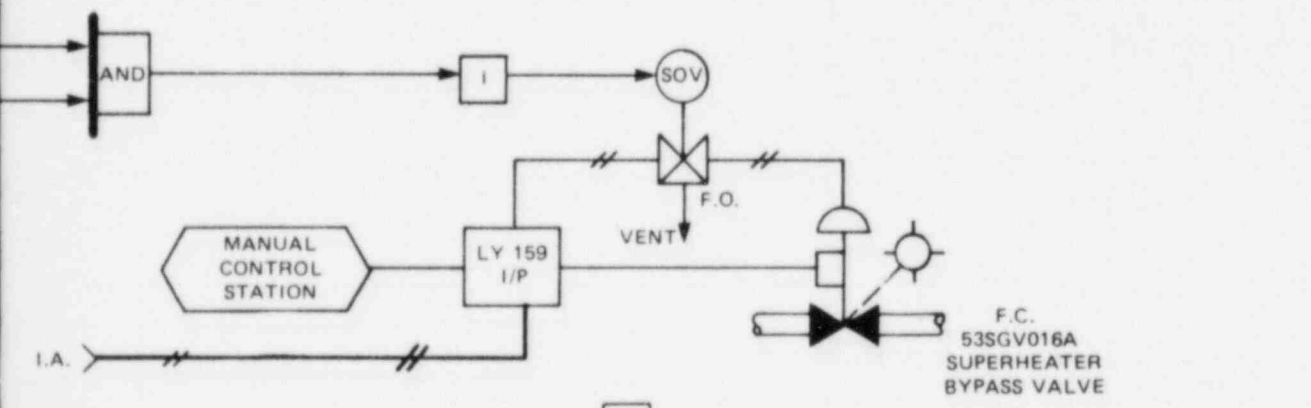 AND
I
SOV
F.O.
VENT
MANUAL
CONTROL
STATION
LY 159
I/P
I.A.
F.C.
53SGV016A
SUPERHEATER
BYPASS VALVE